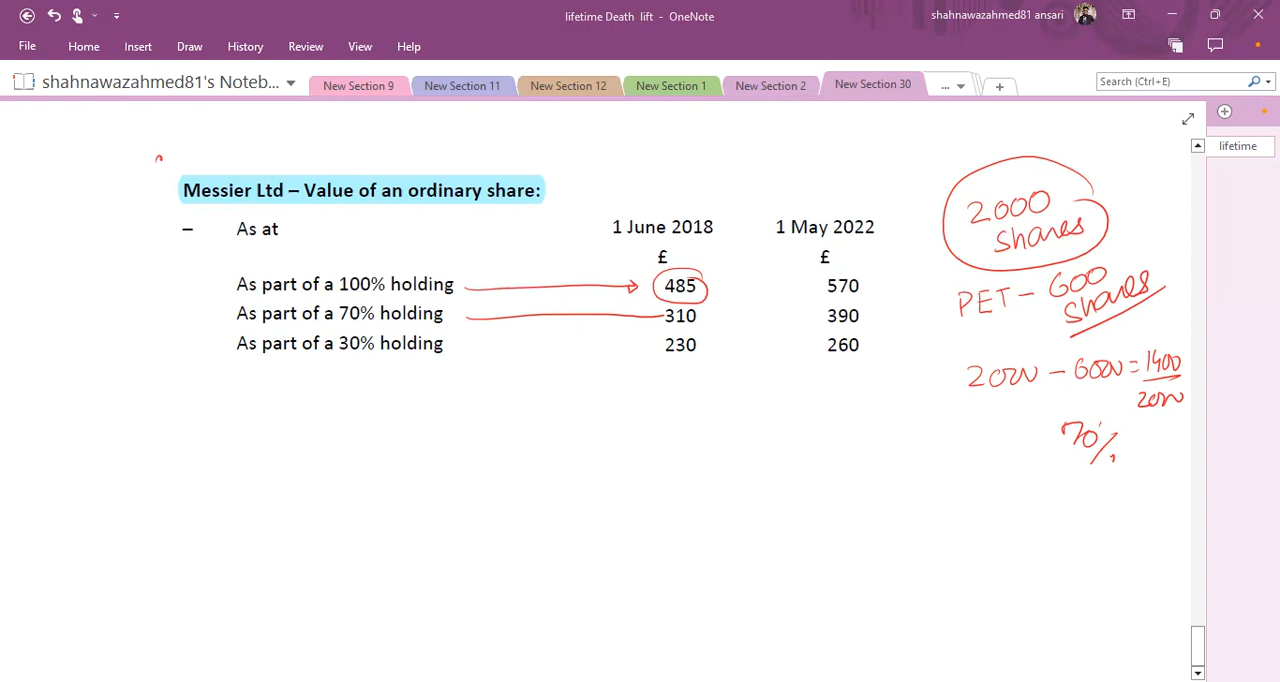 lifetime Death lift - OneNote
shahnawazahmed81 ansari
File Home Insert Draw History Review View Help
shahnawazahmed81's Noteb...
New Section 9
New Section 11
New Section 12
New Section 1
New Section 2
New Section 30
...
Search (Ctrl+E)
lifetime
Messier Ltd – Value of an ordinary share:
– As at 1 June 2018 1 May 2022
£ £
As part of a 100% holding 485 570
As part of a 70% holding 310 390
As part of a 30% holding 230 260
2000
shares
PET - 600
shares
2000 - 600 = 1400
2000
70%